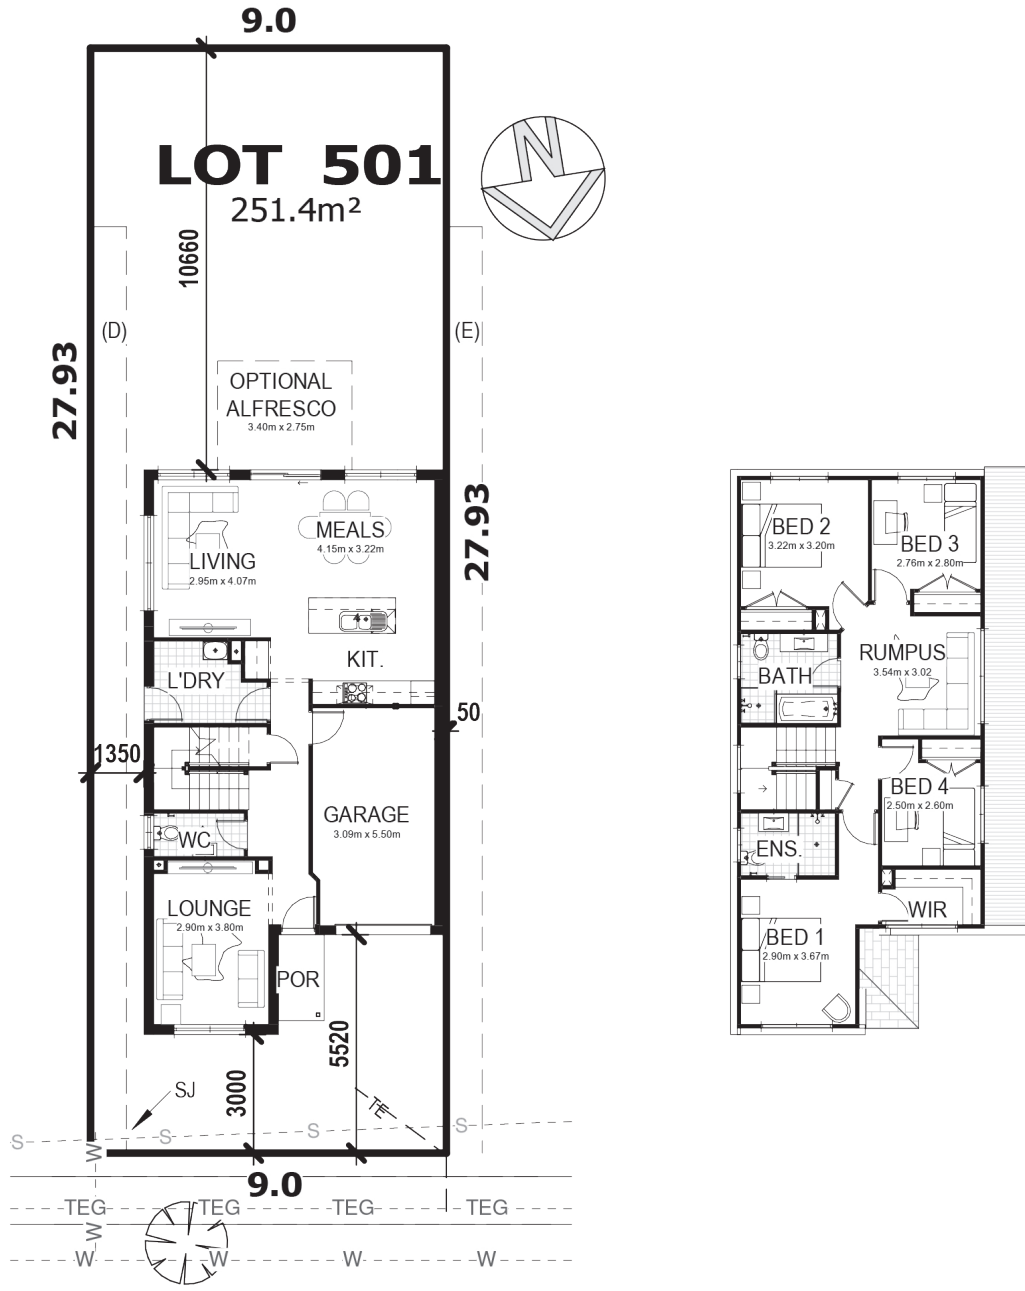 9.0
LOT 501
251.4m²
N
10660
(D)
(E)
27.93
OPTIONAL
ALFRESCO
3.40m x 2.75m
27.93
MEALS
4.15m x 3.22m
LIVING
2.95m x 4.07m
KIT.
L'DRY
50
1350
GARAGE
3.09m x 5.50m
WC
LOUNGE
2.90m x 3.80m
POR
5520
3000
SJ
TE
S
S
S
S
W
9.0
TEG
TEG
TEG
TEG
W
W
W
W
W
BED 2
3.22m x 3.20m
BED 3
2.76m x 2.80m
RUMPUS
3.54m x 3.02
BATH
BED 4
2.50m x 2.60m
ENS.
WIR
BED 1
2.90m x 3.67m